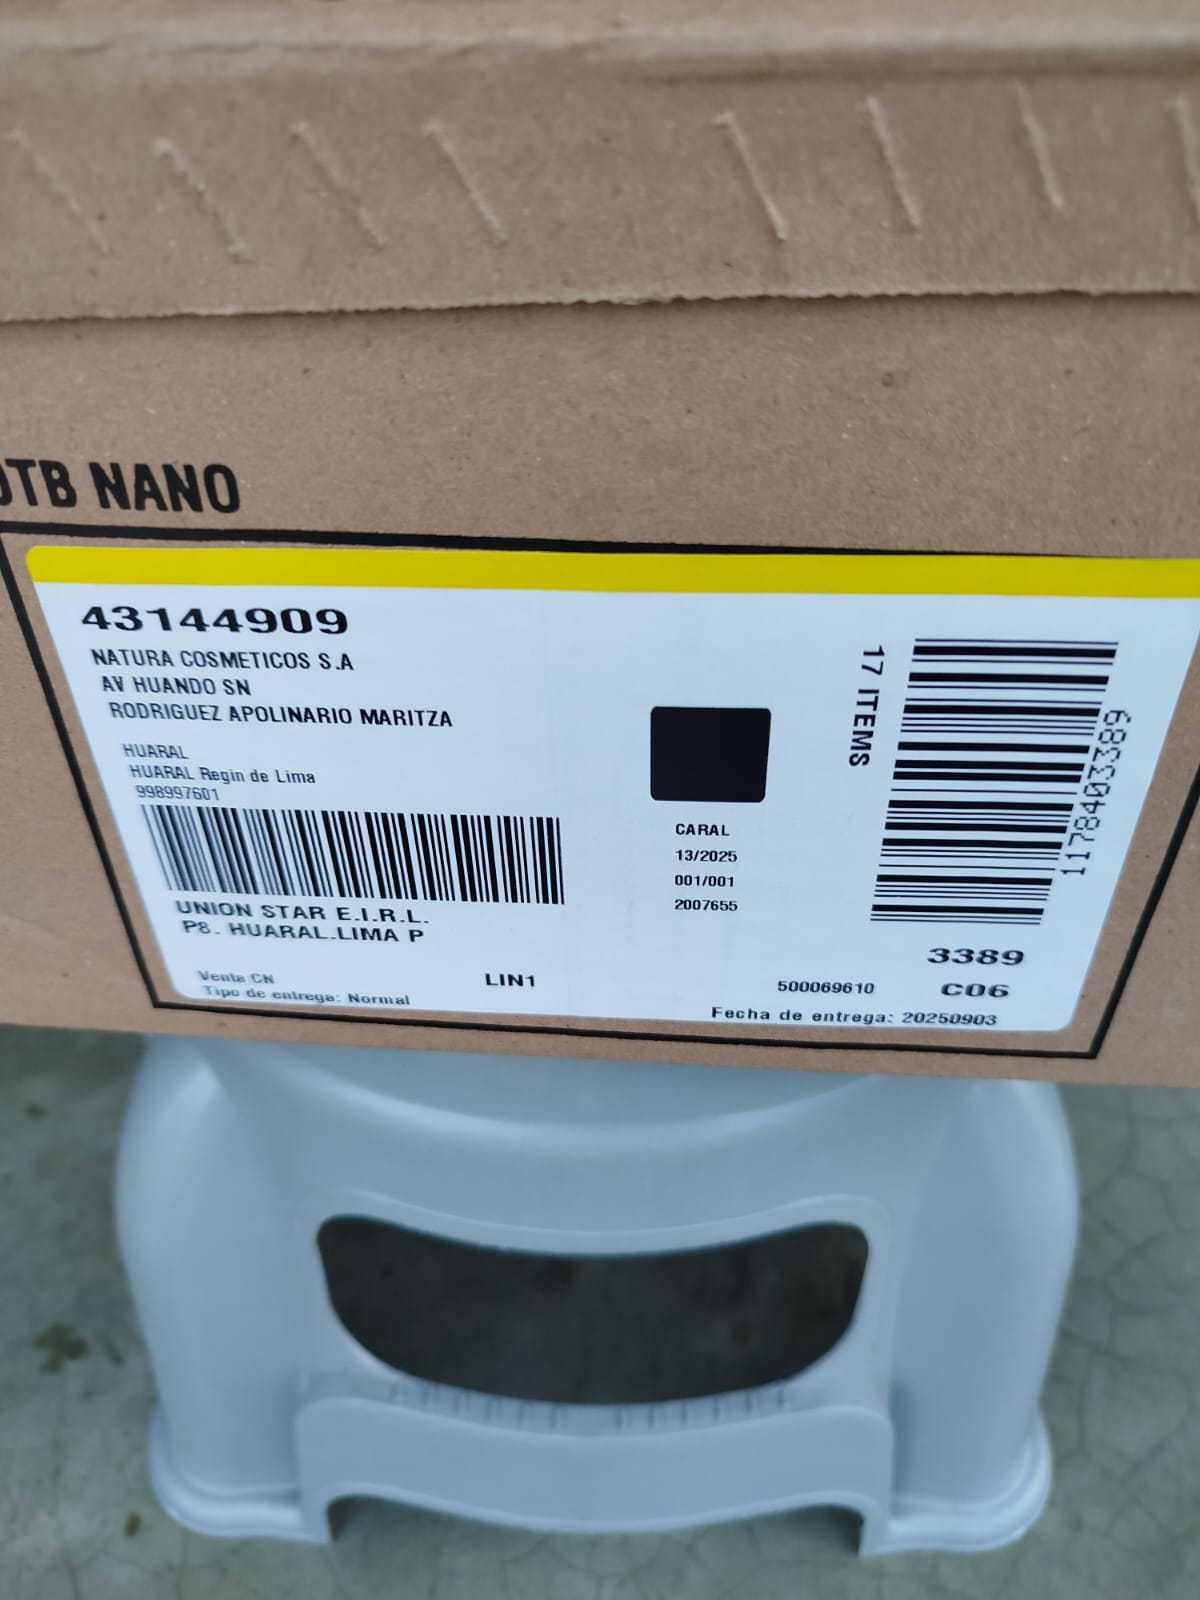 OTB NANO
43144909
NATURA COSMETICOS S.A
AV HUANDO SN
RODRIGUEZ APOLINARIO MARITZA
HUARAL
HUARAL Regin de Lima
998997601
UNION STAR E.I.R.L.
P8. HUARAL.LIMA P
Venta CN
Tipo de entrega: Normal
LIN1
CARAL
13/2025
001/001
2007655
17 ITEMS
1178403389
3389
500069610
C06
Fecha de entrega: 20250903